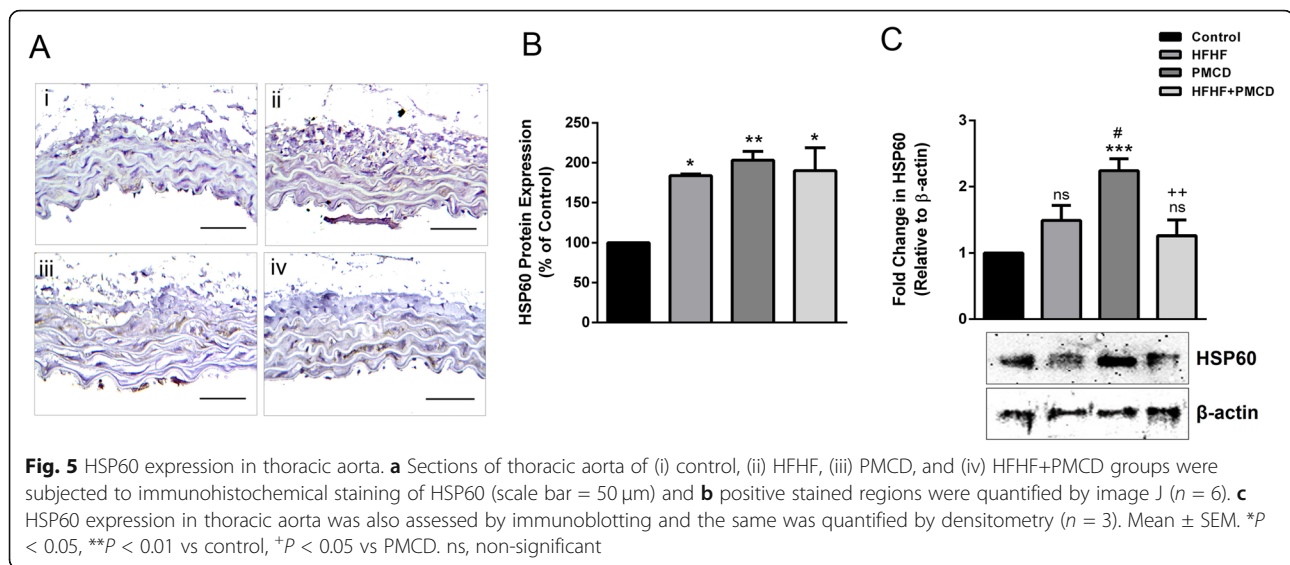 A
i
ii
iii
iv
B
HSP60 Protein Expression
(% of Control)
250
200
150
100
50
0
*
**
*
C
Control
HFHF
PMCD
HFHF+PMCD
Fold Change in HSP60
(Relative to β-actin)
3
2
1
0
ns
#
***
++
ns
HSP60
β-actin
Fig. 5 HSP60 expression in thoracic aorta. a Sections of thoracic aorta of (i) control, (ii) HFHF, (iii) PMCD, and (iv) HFHF+PMCD groups were
subjected to immunohistochemical staining of HSP60 (scale bar = 50 μm) and b positive stained regions were quantified by image J (n = 6). c
HSP60 expression in thoracic aorta was also assessed by immunoblotting and the same was quantified by densitometry (n = 3). Mean ± SEM. *P
< 0.05, **P < 0.01 vs control, +P < 0.05 vs PMCD. ns, non-significant